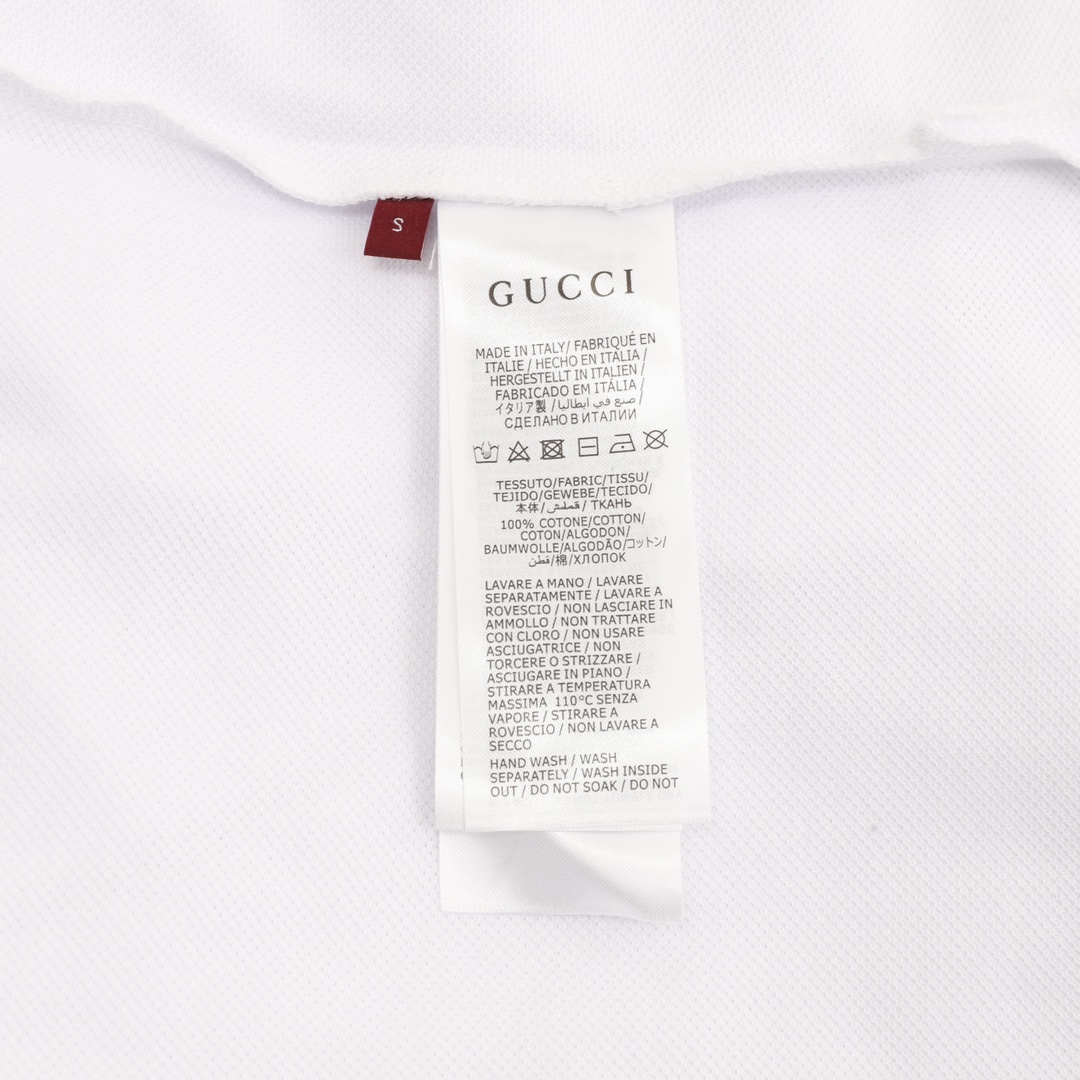 S
GUCCI
MADE IN ITALY/ FABRIQUÉ EN
ITALIE / HECHO EN ITALIA /
HERGESTELLT IN ITALIEN /
FABRICADO EM ITÁLIA /
イタリア製 / صنع في ايطاليا /
СДЕЛАНО В ИТАЛИИ
TESSUTO/FABRIC/TISSU/
TEJIDO/GEWEBE/TECIDO/
本体/قملش/ ТКАНЬ
100% COTONE/COTTON/
COTON/ALGODON/
BAUMWOLLE/ALGODÃO/コットン/
قطن/棉/ХЛОПОК
LAVARE A MANO / LAVARE
SEPARATAMENTE / LAVARE A
ROVESCIO / NON LASCIARE IN
AMMOLLO / NON TRATTARE
CON CLORO / NON USARE
ASCIUGATRICE / NON
TORCERE O STRIZZARE /
ASCIUGARE IN PIANO /
STIRARE A TEMPERATURA
MASSIMA 110°C SENZA
VAPORE / STIRARE A
ROVESCIO / NON LAVARE A
SECCO
HAND WASH / WASH
SEPARATELY / WASH INSIDE
OUT / DO NOT SOAK / DO NOT